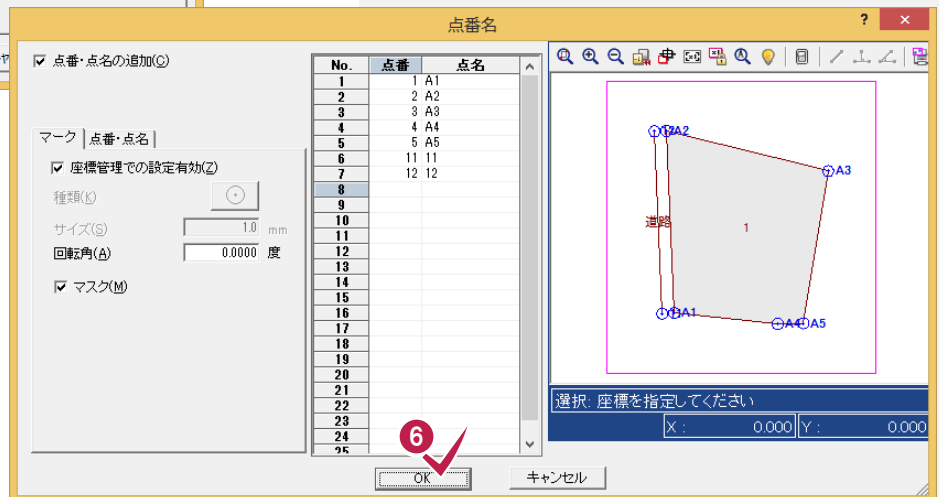 点番名
? ×
点番・点名の追加(C)
マーク 点番・点名
座標管理での設定有効(Z)
種類(K)
サイズ(S) 1.0 mm
回転角(A) 0.0000 度
マスク(M)
No. 点番 点名
1 1 A1
2 2 A2
3 3 A3
4 4 A4
5 5 A5
6 11 11
7 12 12
8
9
10
11
12
13
14
15
16
17
18
19
20
21
22
23
24
25
A2
A3
道路
1
A1
A4
A5
選択: 座標を指定してください
X : 0.000 Y : 0.000
6
OK キャンセル